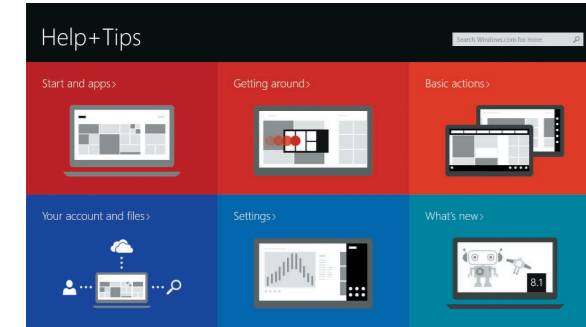 Help+Tips
Search Windows.com for more
Start and apps>
Getting around>
Basic actions>
Your account and files>
Settings>
What's new>
8.1